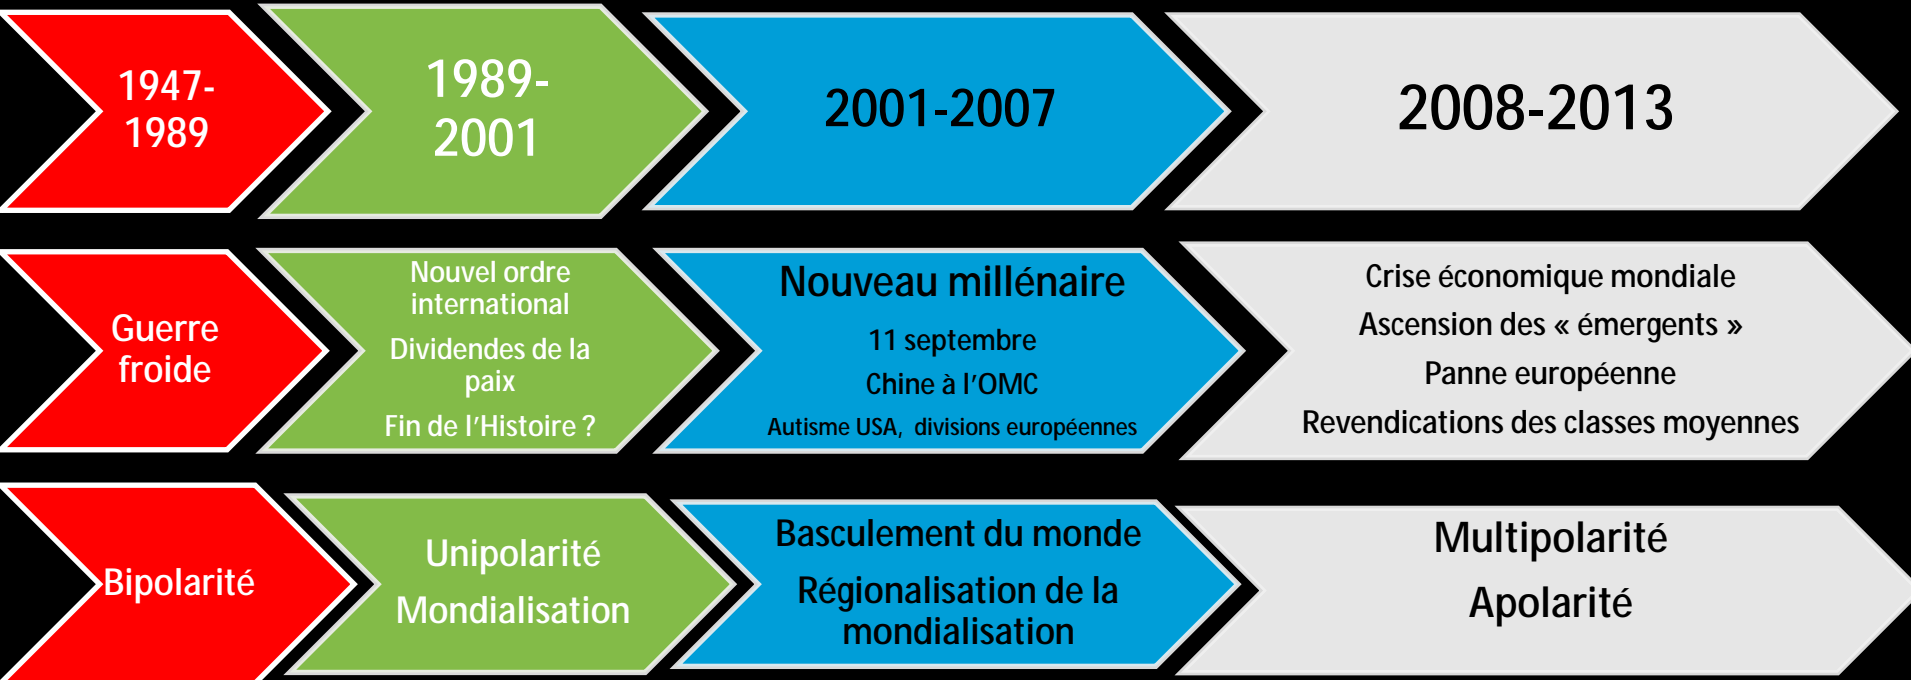 1947-
1989
1989-
2001
2001-2007
2008-2013
Guerre
froide
Nouvel ordre
international
Dividendes de la
paix
Fin de l'Histoire ?
Nouveau millénaire
11 septembre
Chine à l'OMC
Autisme USA, divisions européennes
Crise économique mondiale
Ascension des « émergents »
Panne européenne
Revendications des classes moyennes
Bipolarité
Unipolarité
Mondialisation
Basculement du monde
Régionalisation de la
mondialisation
Multipolarité
Apolarité